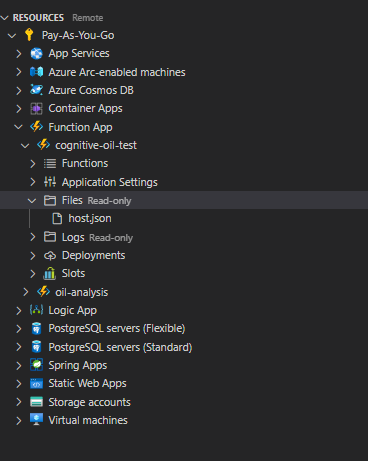 RESOURCES Remote
Pay-As-You-Go
App Services
Azure Arc-enabled machines
Azure Cosmos DB
Container Apps
Function App
cognitive-oil-test
Functions
Application Settings
Files Read-only
host.json
Logs Read-only
Deployments
Slots
oil-analysis
Logic App
PostgreSQL servers (Flexible)
PostgreSQL servers (Standard)
Spring Apps
Static Web Apps
Storage accounts
Virtual machines